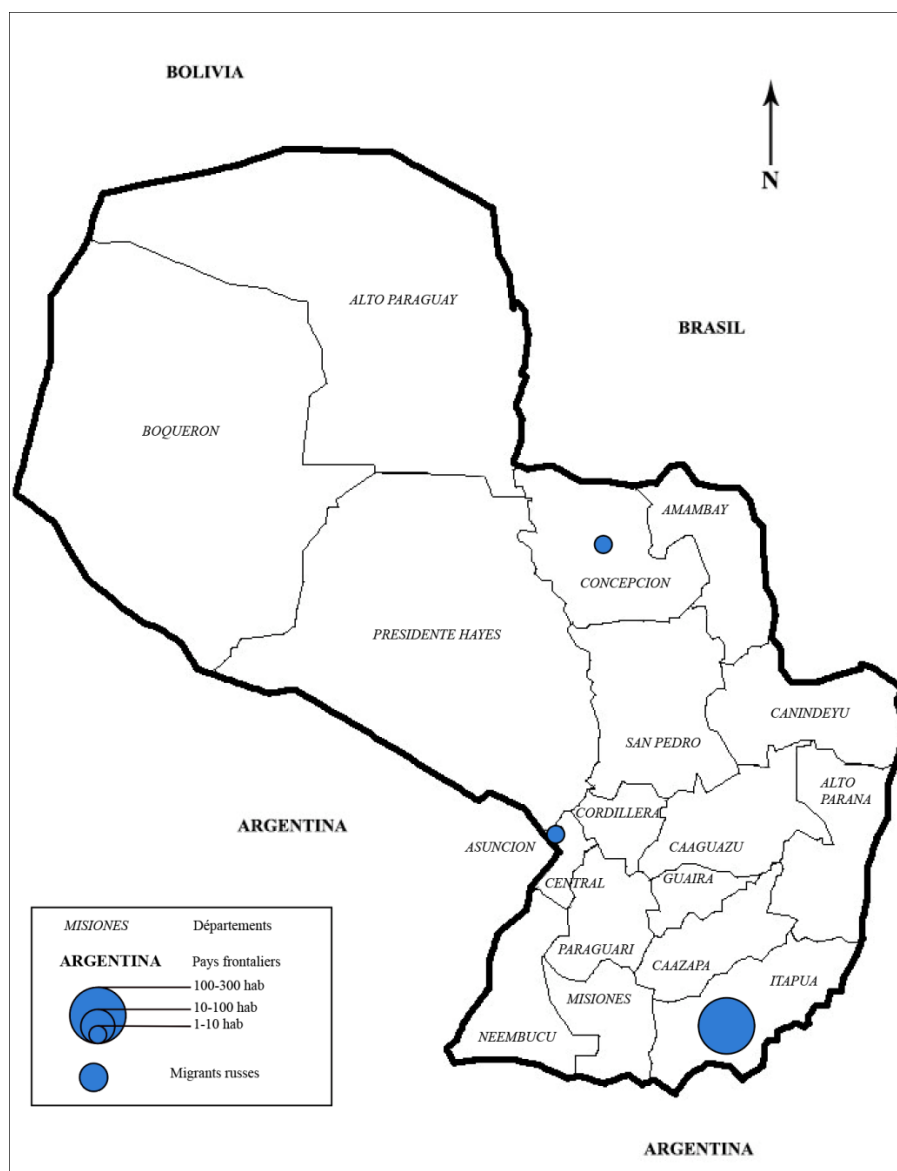 BOLIVIA
N
ALTO PARAGUAY
BRASIL
BOQUERON
AMAMBAY
CONCEPCION
PRESIDENTE HAYES
CANINDEYU
SAN PEDRO
ALTO
PARANA
CORDILLERA
ARGENTINA
ASUNCION
CAAGUAZU
GUAIRA
CENTRAL
PARAGUARI
CAAZAPA
ITAPUA
MISIONES
NEEMBUCU
MISIONES Départements
ARGENTINA Pays frontaliers
100-300 hab
10-100 hab
1-10 hab
Migrants russes
ARGENTINA